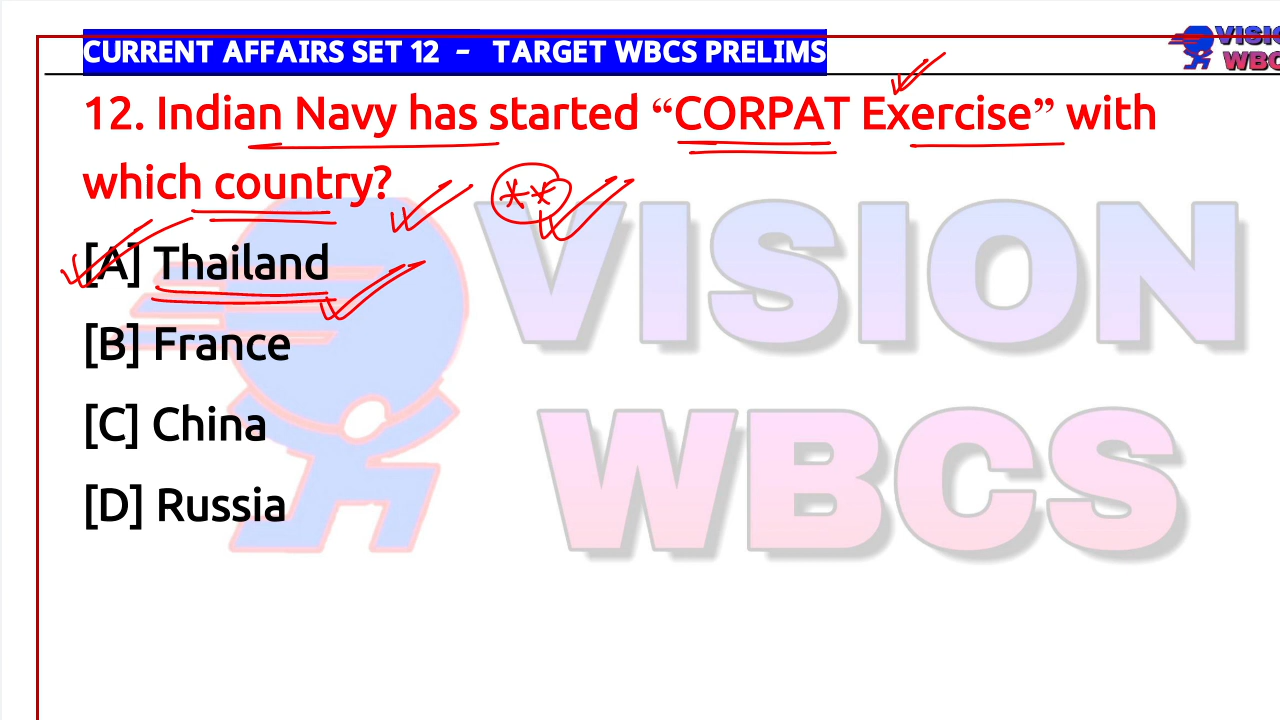 CURRENT AFFAIRS SET 12 - TARGET WBCS PRELIMS
12. Indian Navy has started “CORPAT Exercise” with
which country?
[A] Thailand
[B] France
[C] China
[D] Russia
VISION
WBCS